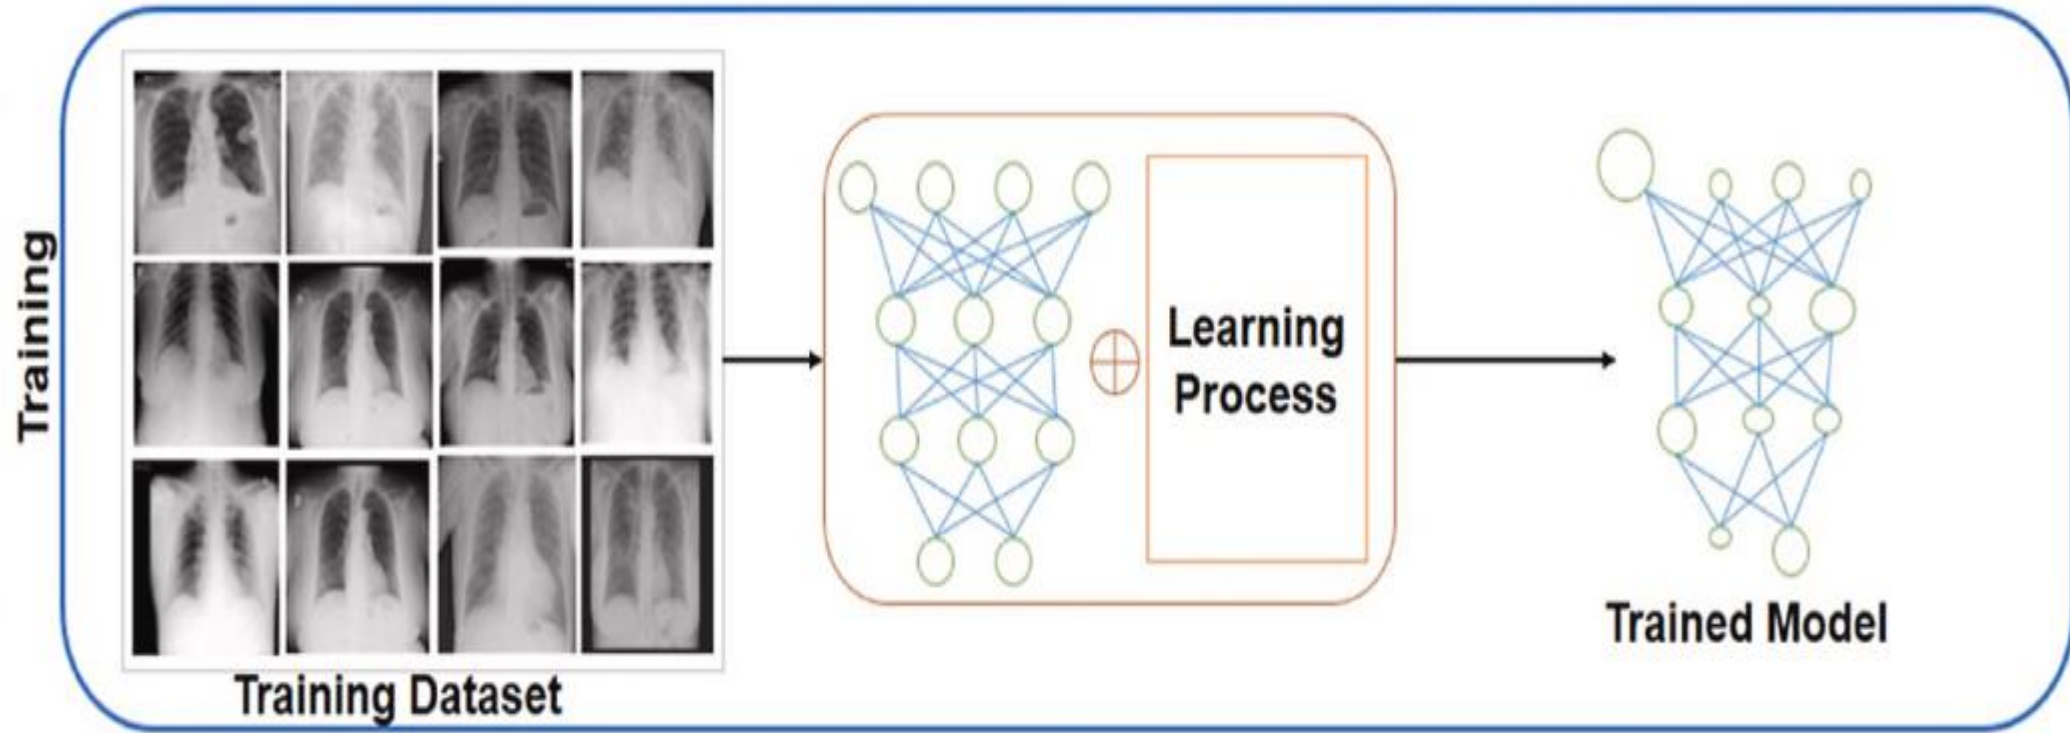 Training
Training Dataset
Learning
Process
Trained Model